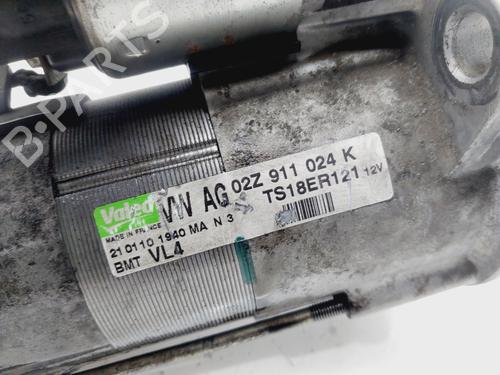 B-PARTS
Valeo VW AG 02Z 911 024 K
MADE IN FRANCE TS18ER121 12V
210110 1940 MA N 3
BMT VL4